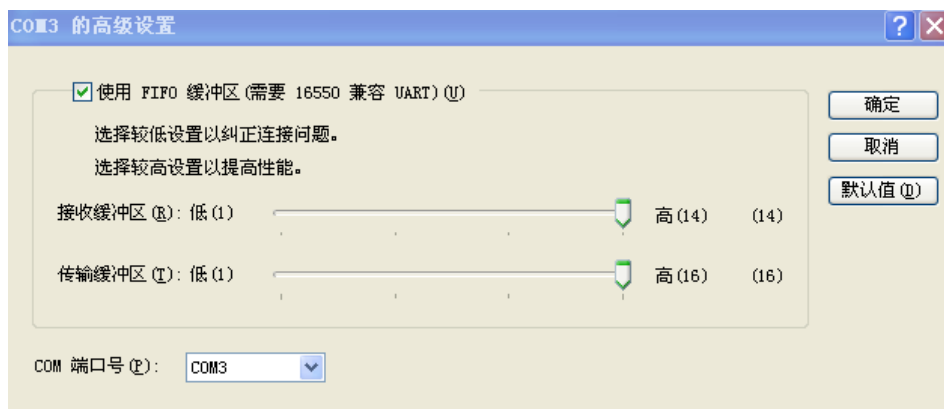 COM3 的高级设置
使用 FIFO 缓冲区(需要 16550 兼容 UART)(U)
选择较低设置以纠正连接问题。
选择较高设置以提高性能。
接收缓冲区(R): 低(1) 高(14) (14)
传输缓冲区(T): 低(1) 高(16) (16)
COM 端口号(P): COM3
确定
取消
默认值(D)